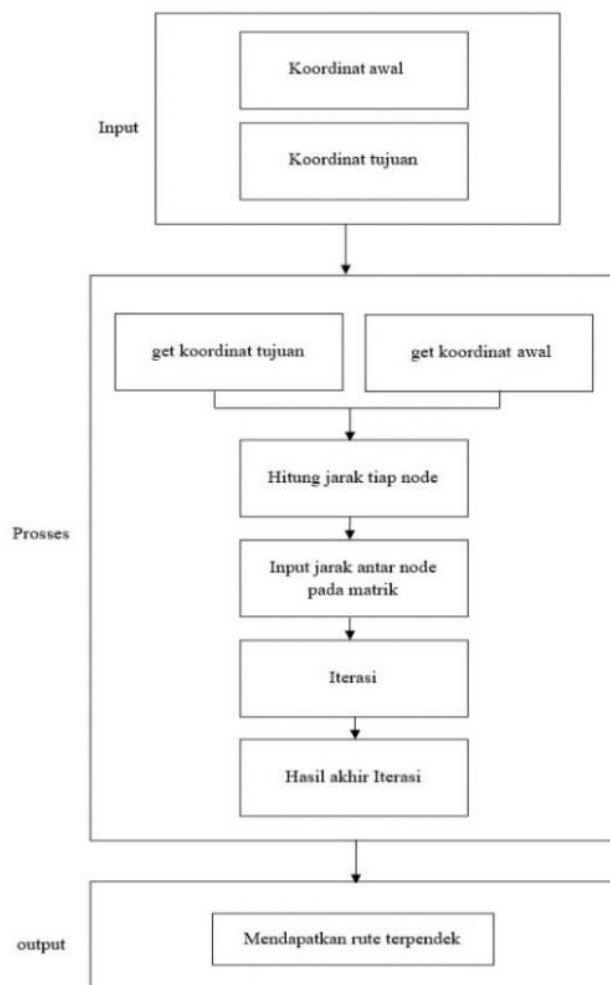 Koordinat awal
Input
Koordinat tujuan
get koordinat tujuan
get koordinat awal
Hitung jarak tiap node
Prosses
Input jarak antar node
pada matrik
Iterasi
Hasil akhir Iterasi
output
Mendapatkan rute terpendek